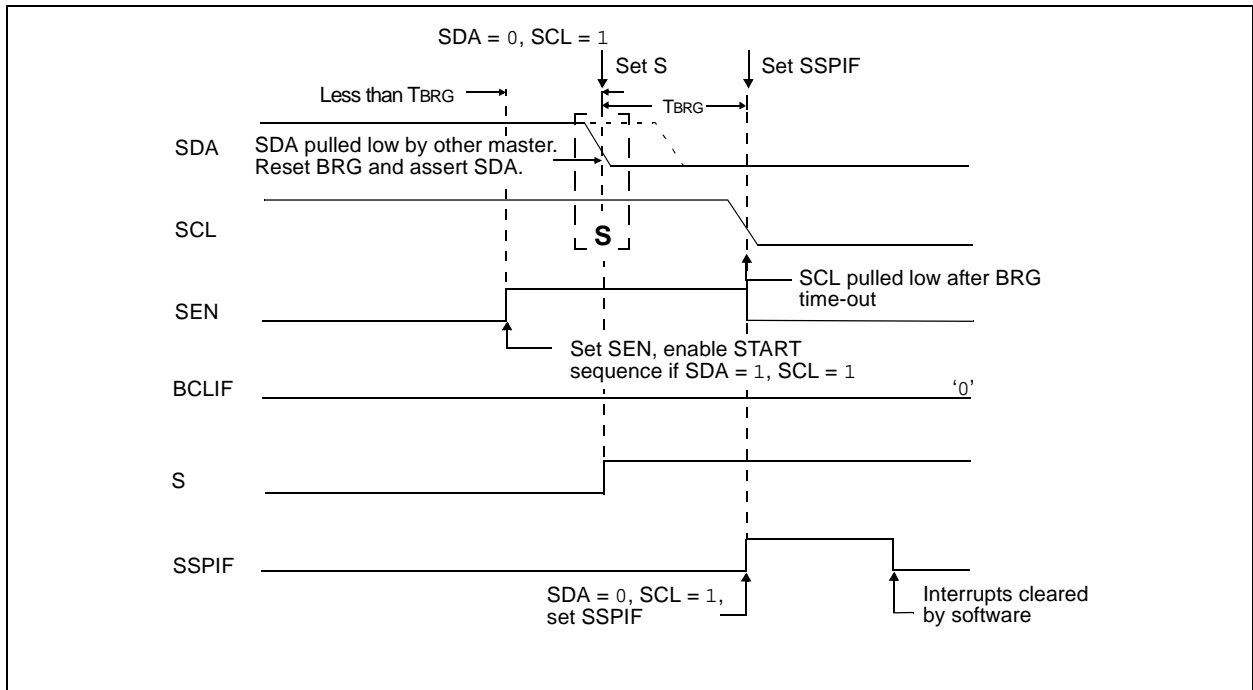 SDA = 0, SCL = 1
Set S
Set SSPIF
Less than TBRG
TBRG
SDA
SDA pulled low by other master.
Reset BRG and assert SDA.
SCL
S
SCL pulled low after BRG
time-out
SEN
Set SEN, enable START
sequence if SDA = 1, SCL = 1
BCLIF
‘0’
S
SSPIF
SDA = 0, SCL = 1,
set SSPIF
Interrupts cleared
by software